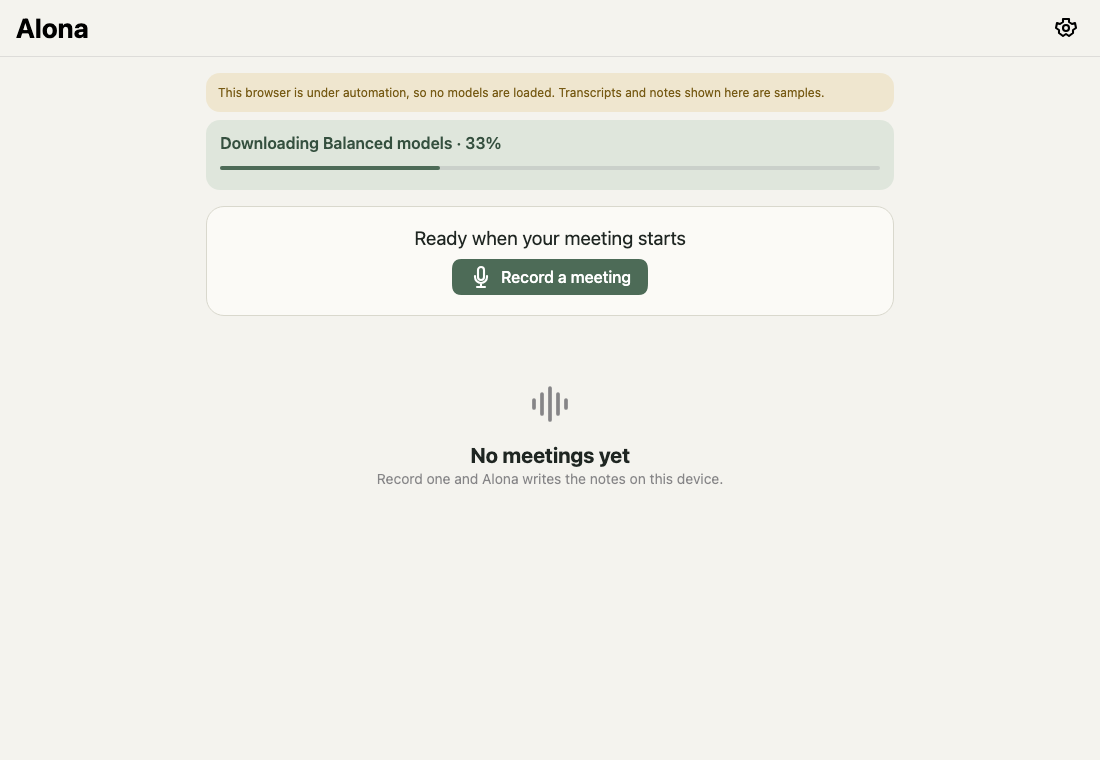 Alona
This browser is under automation, so no models are loaded. Transcripts and notes shown here are samples.
Downloading Balanced models · 33%
Ready when your meeting starts
Record a meeting
No meetings yet
Record one and Alona writes the notes on this device.